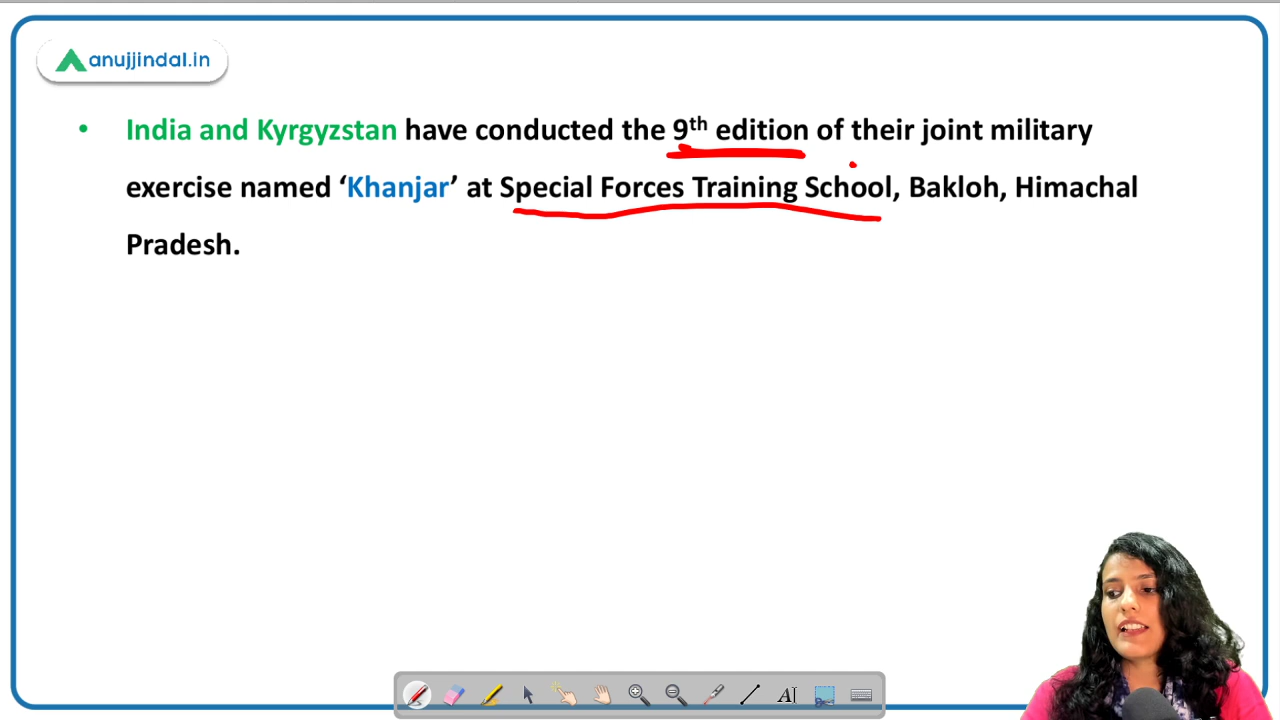 anujjindal.in
• India and Kyrgyzstan have conducted the 9th edition of their joint military
exercise named ‘Khanjar’ at Special Forces Training School, Bakloh, Himachal
Pradesh.
A